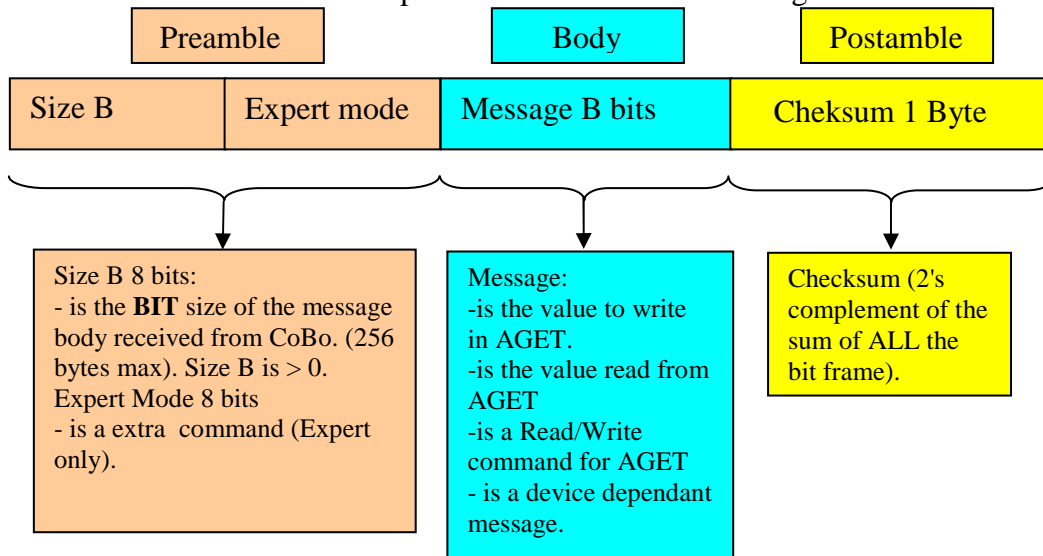 Preamble
Body
Postamble
Size B
Expert mode
Message B bits
Cheksum 1 Byte
Size B 8 bits:
- is the BIT size of the message
body received from CoBo. (256
bytes max). Size B is > 0.
Expert Mode 8 bits
- is a extra command (Expert
only).
Message:
-is the value to write
in AGET.
-is the value read from
AGET
-is a Read/Write
command for AGET
- is a device dependant
message.
Checksum (2's
complement of the
sum of ALL the
bit frame).